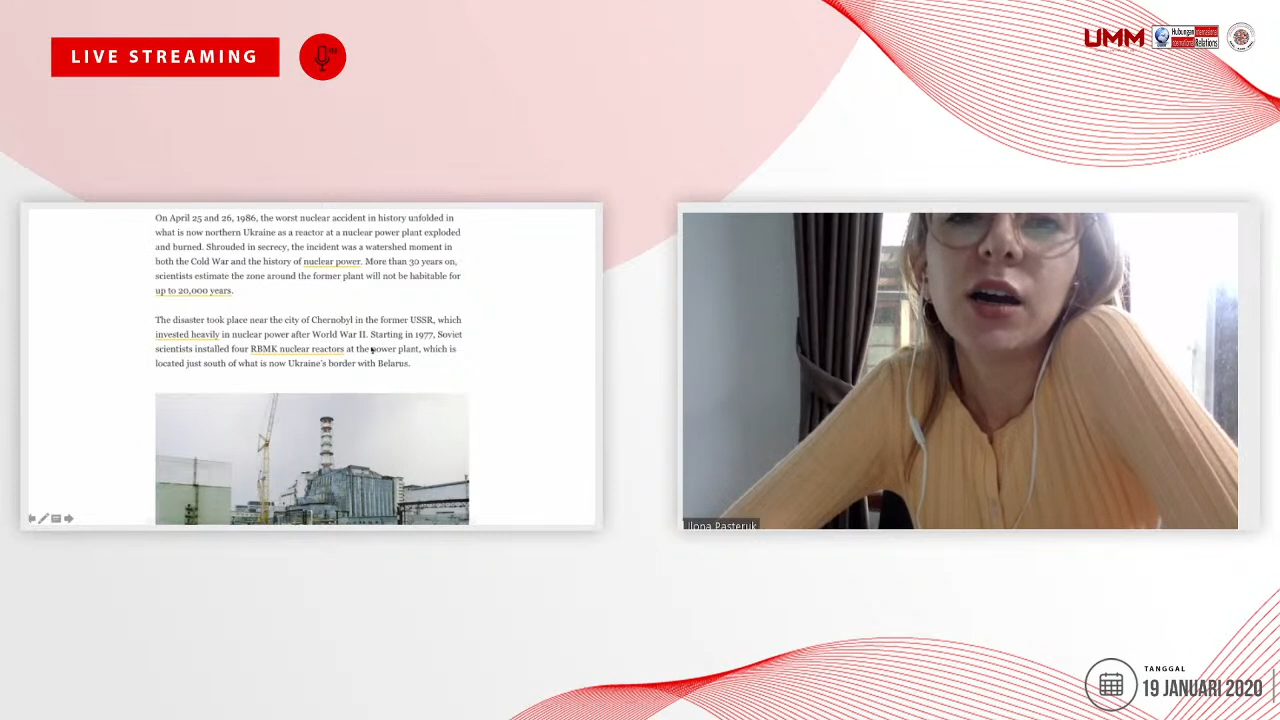 LIVE STREAMING
UMM
Hubungan Internasional
International Relations
On April 25 and 26, 1986, the worst nuclear accident in history unfolded in
what is now northern Ukraine as a reactor at a nuclear power plant exploded
and burned. Shrouded in secrecy, the incident was a watershed moment in
both the Cold War and the history of nuclear power. More than 30 years on,
scientists estimate the zone around the former plant will not be habitable for
up to 20,000 years.
The disaster took place near the city of Chernobyl in the former USSR, which
invested heavily in nuclear power after World War II. Starting in 1977, Soviet
scientists installed four RBMK nuclear reactors at the power plant, which is
located just south of what is now Ukraine's border with Belarus.
Ilona Pasteruk
TANGGAL
19 JANUARI 2020